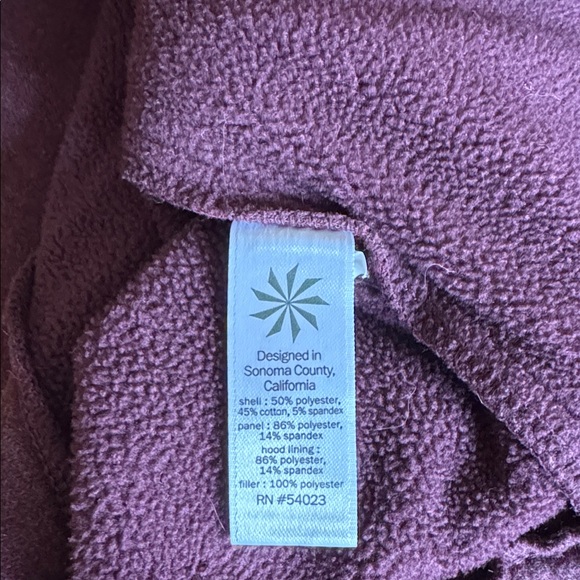 Designed in
Sonoma County,
California
shell : 50% polyester,
45% cotton, 5% spandex
panel : 86% polyester,
14% spandex
hood lining :
86% polyester,
14% spandex
filler : 100% polyester
RN #54023